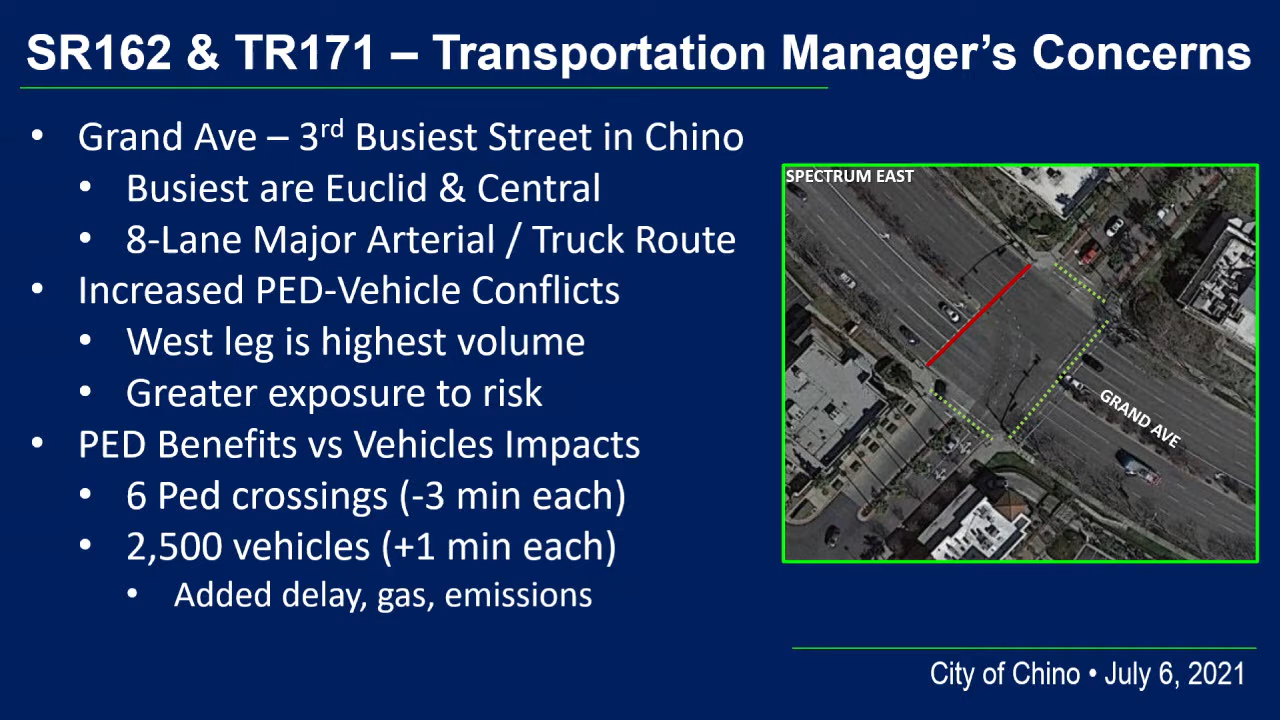 SR162 & TR171 – Transportation Manager’s Concerns
• Grand Ave – 3rd Busiest Street in Chino
• Busiest are Euclid & Central
• 8-Lane Major Arterial / Truck Route
• Increased PED-Vehicle Conflicts
• West leg is highest volume
• Greater exposure to risk
• PED Benefits vs Vehicles Impacts
• 6 Ped crossings (-3 min each)
• 2,500 vehicles (+1 min each)
• Added delay, gas, emissions
SPECTRUM EAST
GRAND AVE
City of Chino • July 6, 2021